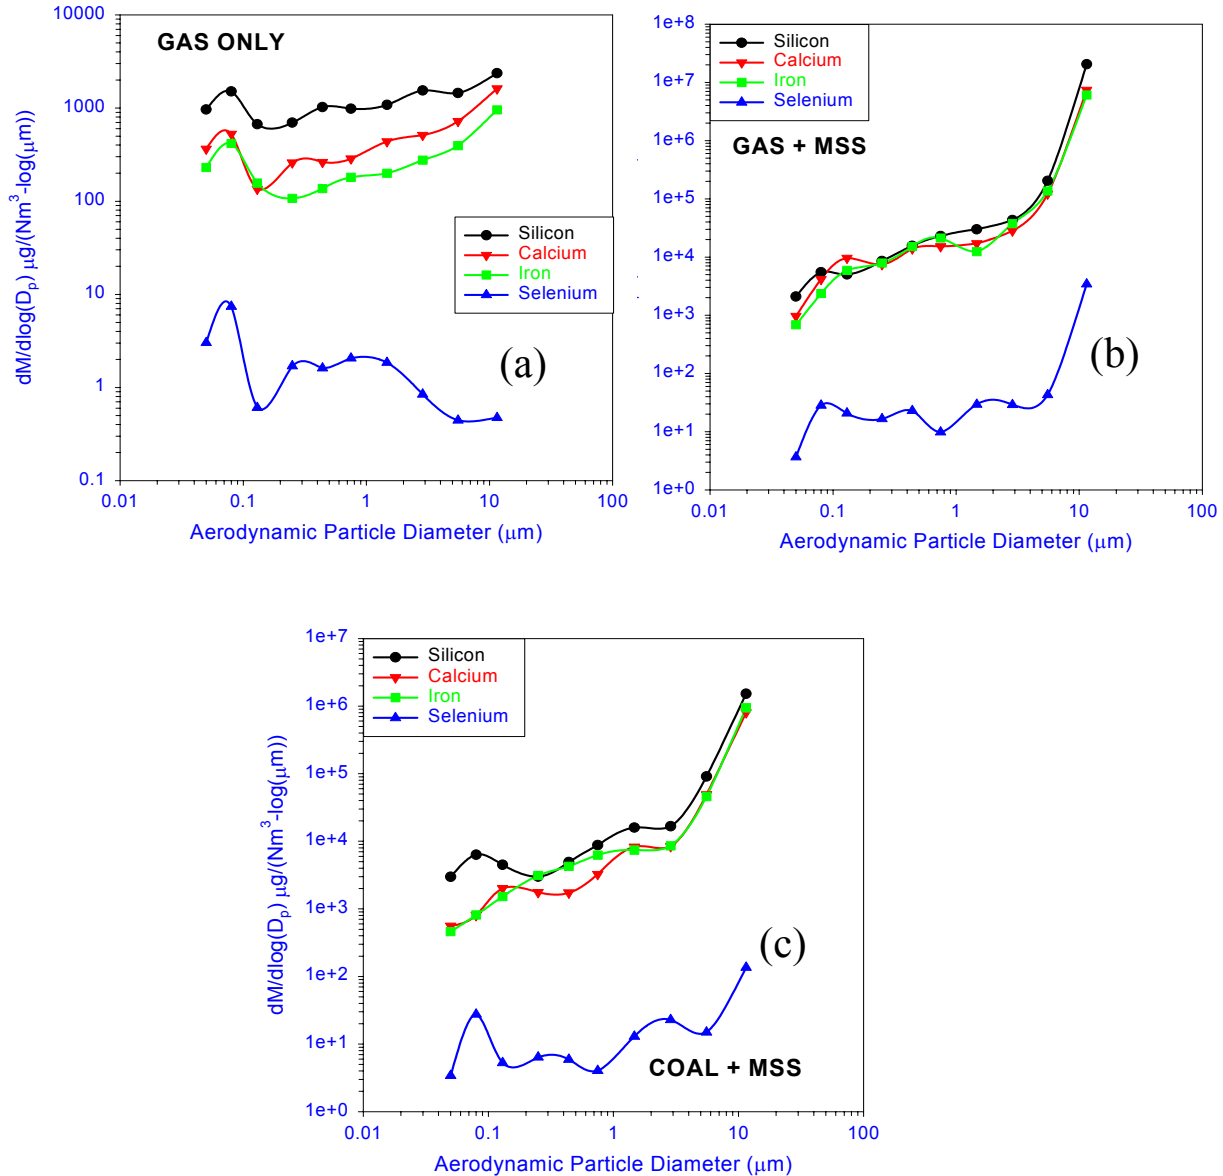 GAS ONLY
10000
1000
100
10
1
0.1
dM/dlog(Dp) μg/(Nm³-log(μm))
Silicon
Calcium
Iron
Selenium
(a)
0.01 0.1 1 10 100
Aerodynamic Particle Diameter (μm)
1e+8
1e+7
1e+6
1e+5
1e+4
1e+3
1e+2
1e+1
1e+0
Silicon
Calcium
Iron
Selenium
GAS + MSS
(b)
0.01 0.1 1 10 100
Aerodynamic Particle Diameter (μm)
1e+7
1e+6
1e+5
1e+4
1e+3
1e+2
1e+1
1e+0
dM/dlog(Dp) μg/(Nm³-log(μm))
Silicon
Calcium
Iron
Selenium
(c)
COAL + MSS
0.01 0.1 1 10 100
Aerodynamic Particle Diameter (μm)